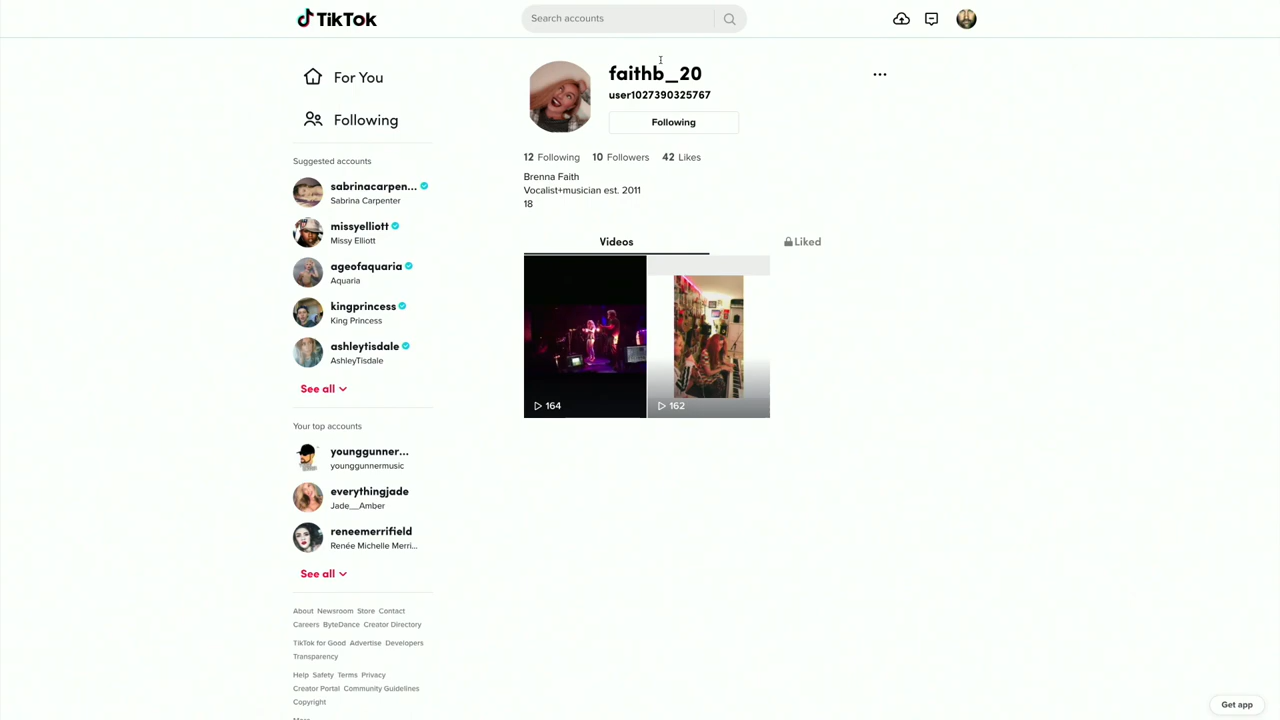 TikTok
Search accounts
For You
Following
Suggested accounts
sabrinacarpen...
Sabrina Carpenter
missyelliott
Missy Elliott
ageofaquaria
Aquaria
kingprincess
King Princess
ashleytisdale
AshleyTisdale
See all
Your top accounts
younggunner...
younggunnermusic
everythingjade
Jade__Amber
reneemerrifield
Renée Michelle Merri...
See all
About Newsroom Store Contact
Careers ByteDance Creator Directory
TikTok for Good Advertise Developers
Transparency
Help Safety Terms Privacy
Creator Portal Community Guidelines
Copyright
faithb_20
user1027390325767
Following
12 Following 10 Followers 42 Likes
Brenna Faith
Vocalist+musician est. 2011
18
Videos
Liked
164
162
Get app